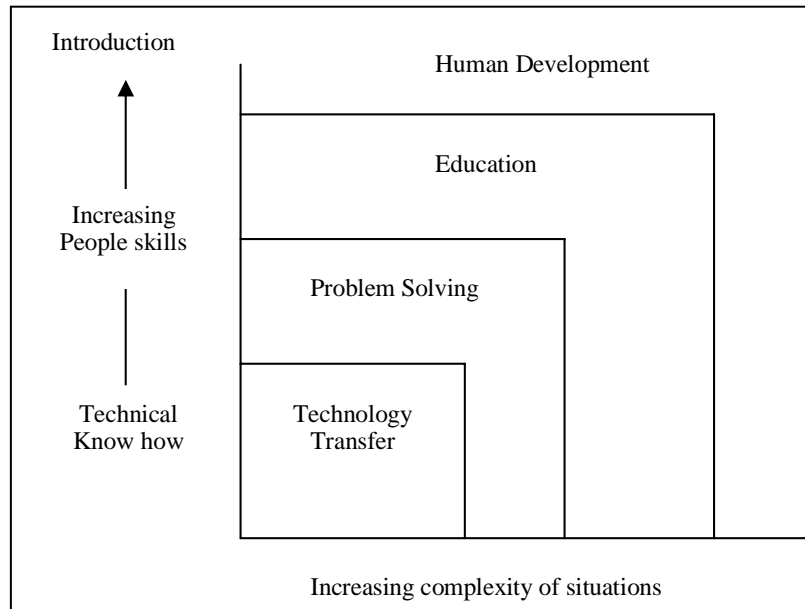 Introduction
Human Development
Education
Increasing
People skills
Problem Solving
Technical
Know how
Technology
Transfer
Increasing complexity of situations